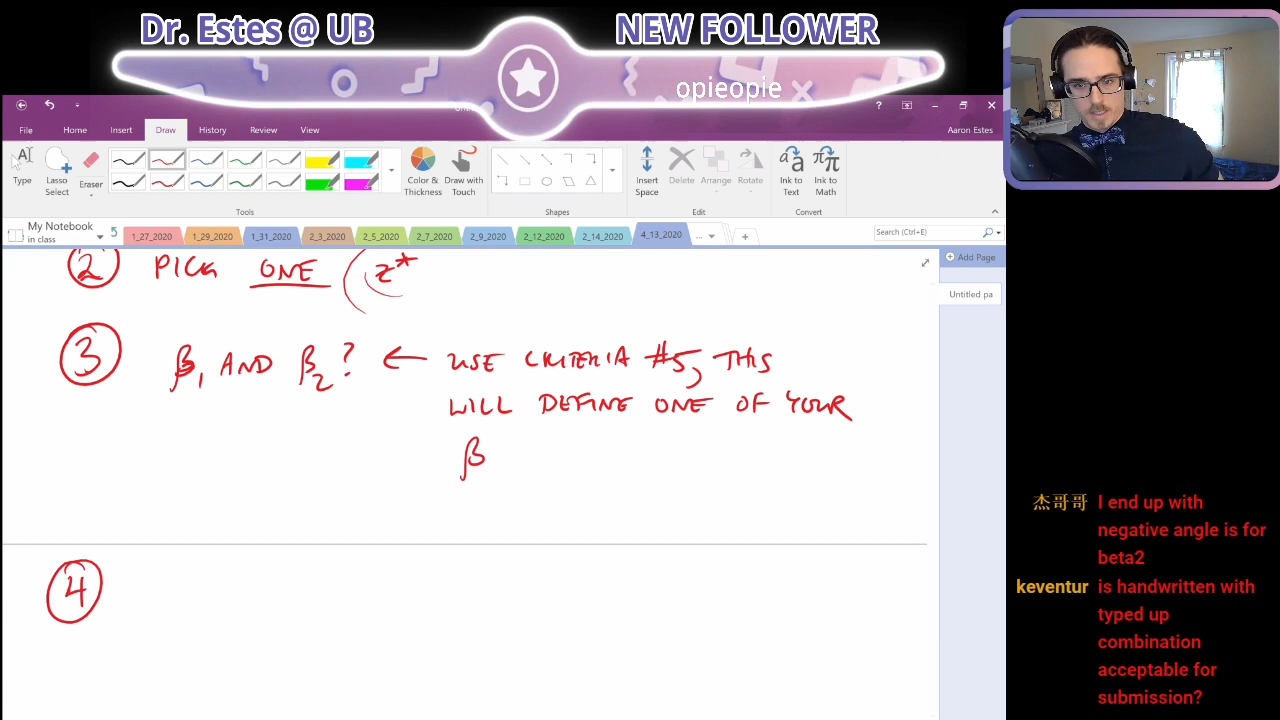 Dr. Estes @ UB
NEW FOLLOWER
opieopie
Aaron Estes
File Home Insert Draw History Review View
Type
Lasso Select
Eraser
Color & Thickness
Draw with Touch
Insert Space
Delete
Arrange
Rotate
Ink to Text
Ink to Math
Tools
Shapes
Edit
Convert
My Notebook
in class
1_27_2020 1_29_2020 1_31_2020 2_3_2020 2_5_2020 2_7_2020 2_9_2020 2_12_2020 2_14_2020 4_13_2020 ...
Search (Ctrl+E)
Add Page
Untitled pa
② PICK ONE (z*
③ β₁ AND β₂? ← USE CRITERIA #5, THIS
WILL DEFINE ONE OF YOUR
β
④
杰哥哥 I end up with
negative angle is for
beta2
keventur is handwritten with
typed up
combination
acceptable for
submission?